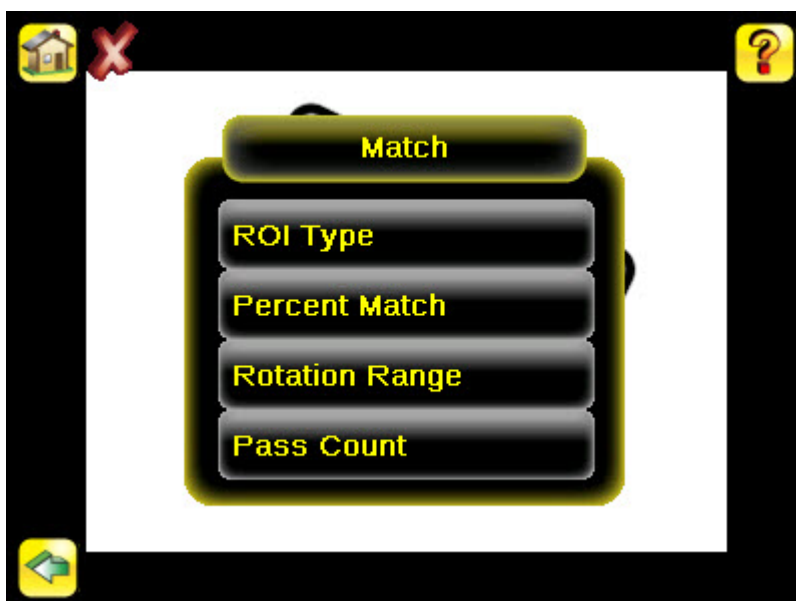 Match
ROI Type
Percent Match
Rotation Range
Pass Count